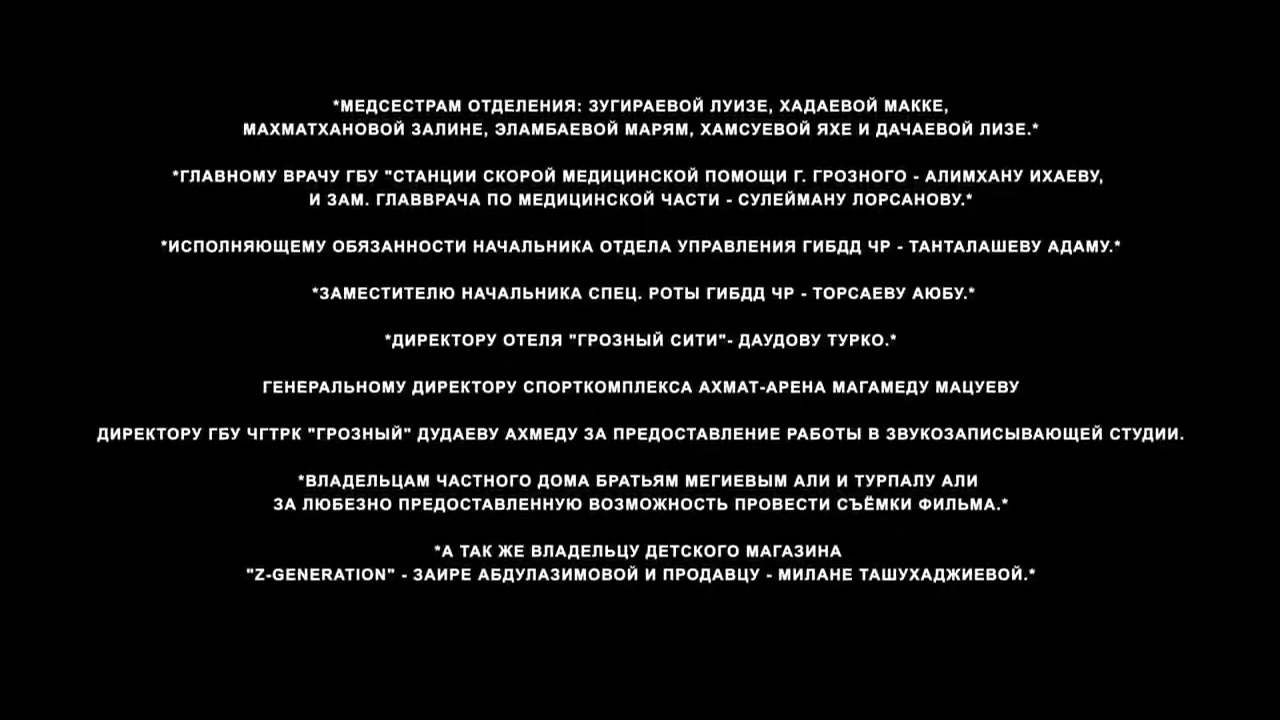 *МЕДСЕСТРАМ ОТДЕЛЕНИЯ: ЗУГИРАЕВОЙ ЛУИЗЕ, ХАДАЕВОЙ МАККЕ,
МАХМАТХАНОВОЙ ЗАЛИНЕ, ЭЛАМБАЕВОЙ МАРЯМ, ХАМСУЕВОЙ ЯХЕ И ДАЧАЕВОЙ ЛИЗЕ.*
*ГЛАВНОМУ ВРАЧУ ГБУ "СТАНЦИИ СКОРОЙ МЕДИЦИНСКОЙ ПОМОЩИ Г. ГРОЗНОГО - АЛИМХАНУ ИХАЕВУ,
И ЗАМ. ГЛАВВРАЧА ПО МЕДИЦИНСКОЙ ЧАСТИ - СУЛЕЙМАНУ ЛОРСАНОВУ.*
*ИСПОЛНЯЮЩЕМУ ОБЯЗАННОСТИ НАЧАЛЬНИКА ОТДЕЛА УПРАВЛЕНИЯ ГИБДД ЧР - ТАНТАЛАШЕВУ АДАМУ.*
*ЗАМЕСТИТЕЛЮ НАЧАЛЬНИКА СПЕЦ. РОТЫ ГИБДД ЧР - ТОРСАЕВУ АЮБУ.*
*ДИРЕКТОРУ ОТЕЛЯ "ГРОЗНЫЙ СИТИ"- ДАУДОВУ ТУРКО.*
ГЕНЕРАЛЬНОМУ ДИРЕКТОРУ СПОРТКОМПЛЕКСА АХМАТ-АРЕНА МАГАМЕДУ МАЦУЕВУ
ДИРЕКТОРУ ГБУ ЧГТРК "ГРОЗНЫЙ" ДУДАЕВУ АХМЕДУ ЗА ПРЕДОСТАВЛЕНИЕ РАБОТЫ В ЗВУКОЗАПИСЫВАЮЩЕЙ СТУДИИ.
*ВЛАДЕЛЬЦАМ ЧАСТНОГО ДОМА БРАТЬЯМ МЕГИЕВЫМ АЛИ И ТУРПАЛУ АЛИ
ЗА ЛЮБЕЗНО ПРЕДОСТАВЛЕННУЮ ВОЗМОЖНОСТЬ ПРОВЕСТИ СЪЁМКИ ФИЛЬМА.*
*А ТАК ЖЕ ВЛАДЕЛЬЦУ ДЕТСКОГО МАГАЗИНА
"Z-GENERATION" - ЗАИРЕ АБДУЛАЗИМОВОЙ И ПРОДАВЦУ - МИЛАНЕ ТАШУХАДЖИЕВОЙ.*